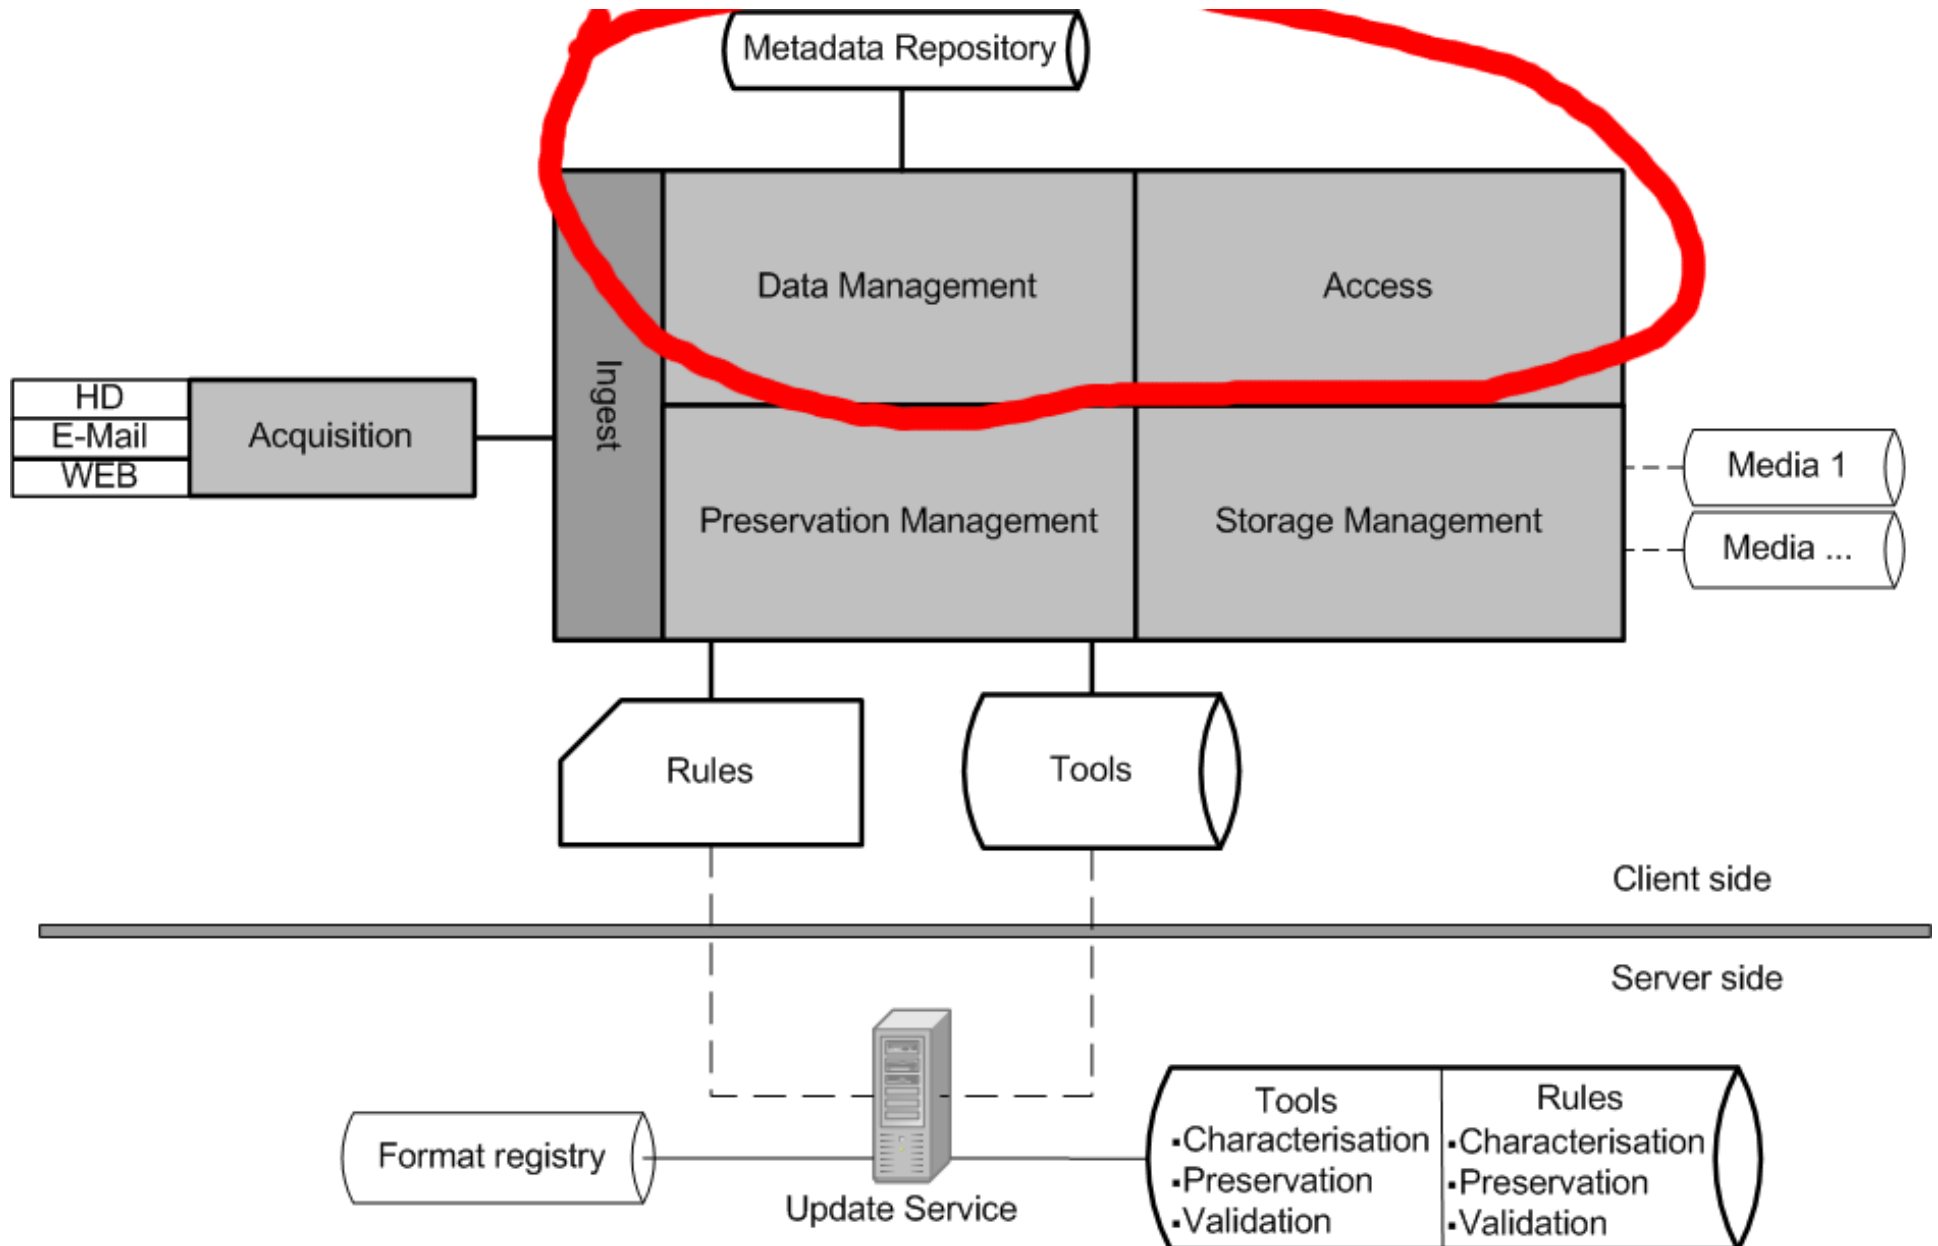 Metadata Repository
Data Management
Access
Ingest
HD
E-Mail
WEB
Acquisition
Preservation Management
Storage Management
Media 1
Media ...
Rules
Tools
Client side
Server side
Format registry
Update Service
Tools
▪Characterisation
▪Preservation
▪Validation
Rules
▪Characterisation
▪Preservation
▪Validation